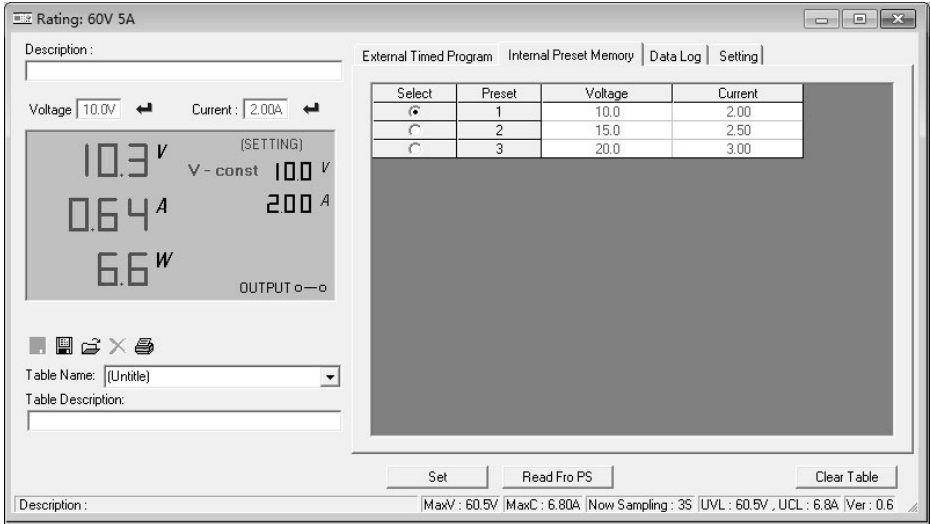 Rating: 60V 5A
Description :
Voltage 10.0V Current : 2.00A
10.3 V
0.64 A
6.6 W
(SETTING)
V - const 10.0 V
2.00 A
OUTPUT
Table Name: (Untitle)
Table Description:
External Timed Program Internal Preset Memory Data Log Setting
Select Preset Voltage Current
1 10.0 2.00
2 15.0 2.50
3 20.0 3.00
Set Read Fro PS Clear Table
Description : MaxV : 60.5V MaxC : 6.80A Now Sampling : 3S UVL : 60.5V , UCL : 6.8A Ver : 0.6